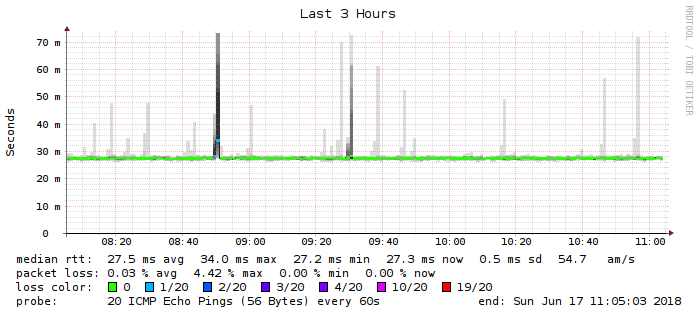 Last 3 Hours
RRDTOOL / TOBI OETIKER
Seconds
70 m
60 m
50 m
40 m
30 m
20 m
10 m
0
08:20 08:40 09:00 09:20 09:40 10:00 10:20 10:40 11:00
median rtt: 27.5 ms avg 34.0 ms max 27.2 ms min 27.3 ms now 0.5 ms sd 54.7 am/s
packet loss: 0.03 % avg 4.42 % max 0.00 % min 0.00 % now
loss color: 0 1/20 2/20 3/20 4/20 10/20 19/20
probe: 20 ICMP Echo Pings (56 Bytes) every 60s end: Sun Jun 17 11:05:03 2018